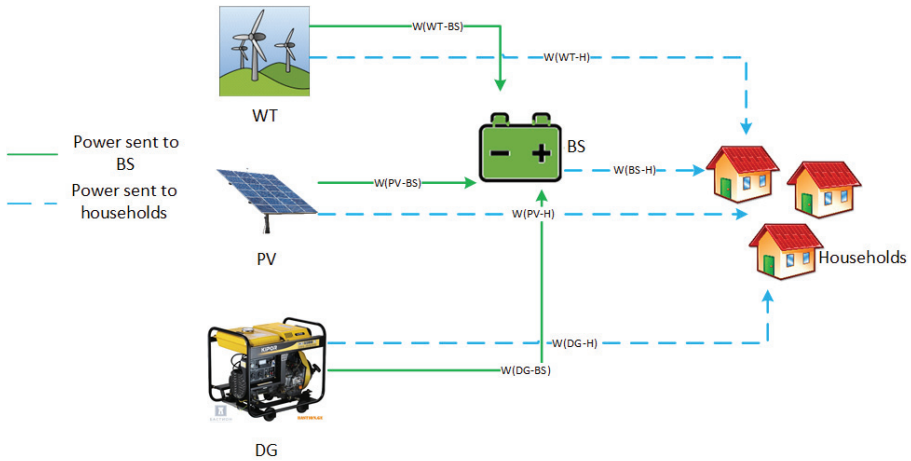 W(WT-BS)
W(WT-H)
WT
Power sent to
BS
Power sent to
households
BS
W(PV-BS)
W(BS-H)
W(PV-H)
PV
Households
KIPOR
W(DG-H)
W(DG-BS)
DG